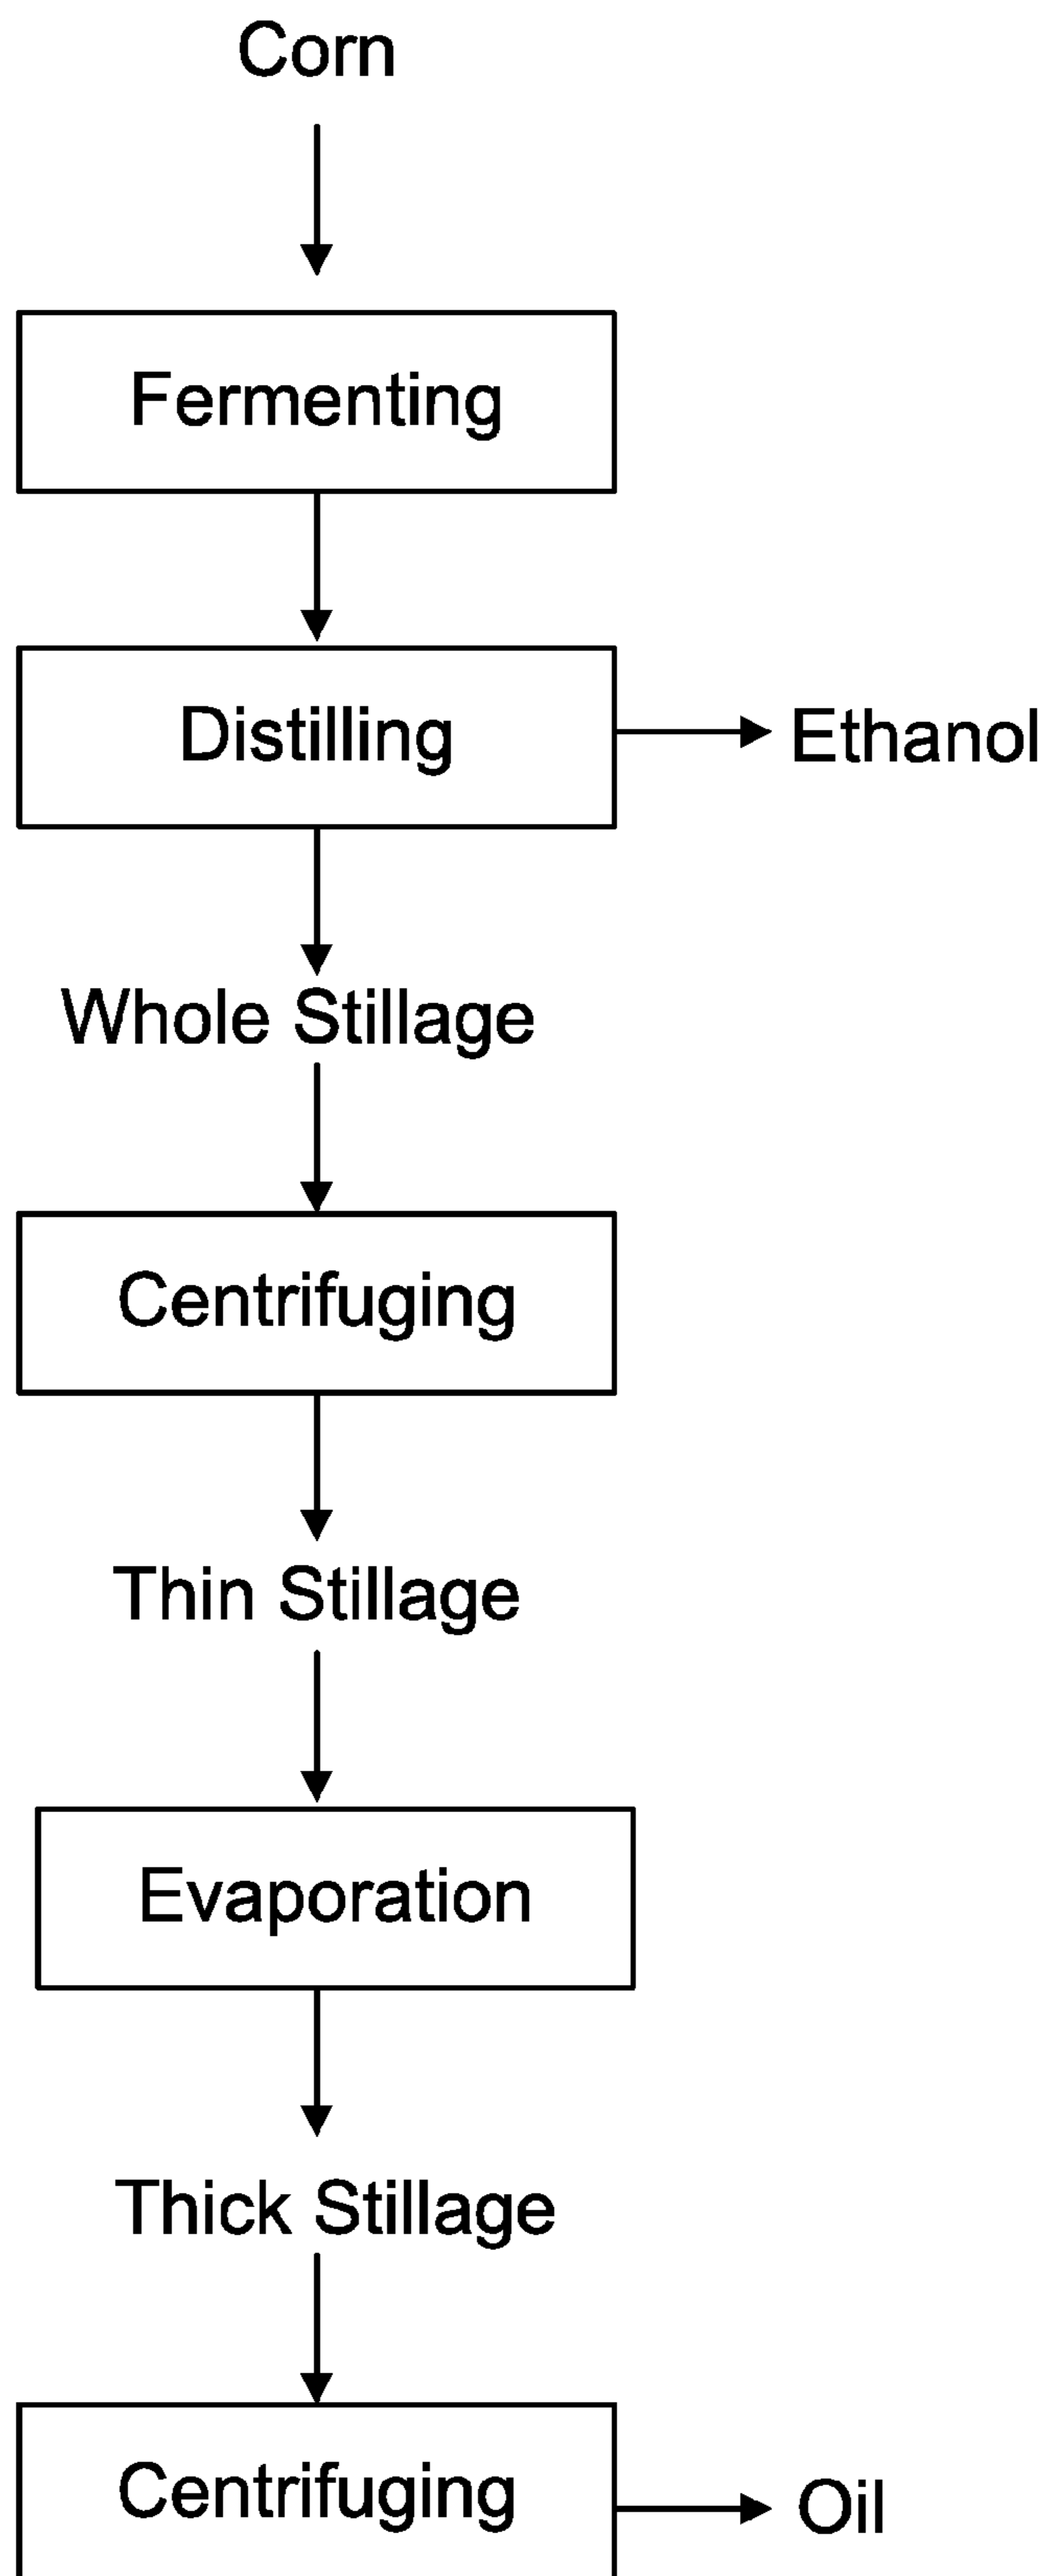 Corn
Fermenting
Distilling
Ethanol
Whole Stillage
Centrifuging
Thin Stillage
Evaporation
Thick Stillage
Centrifuging
Oil